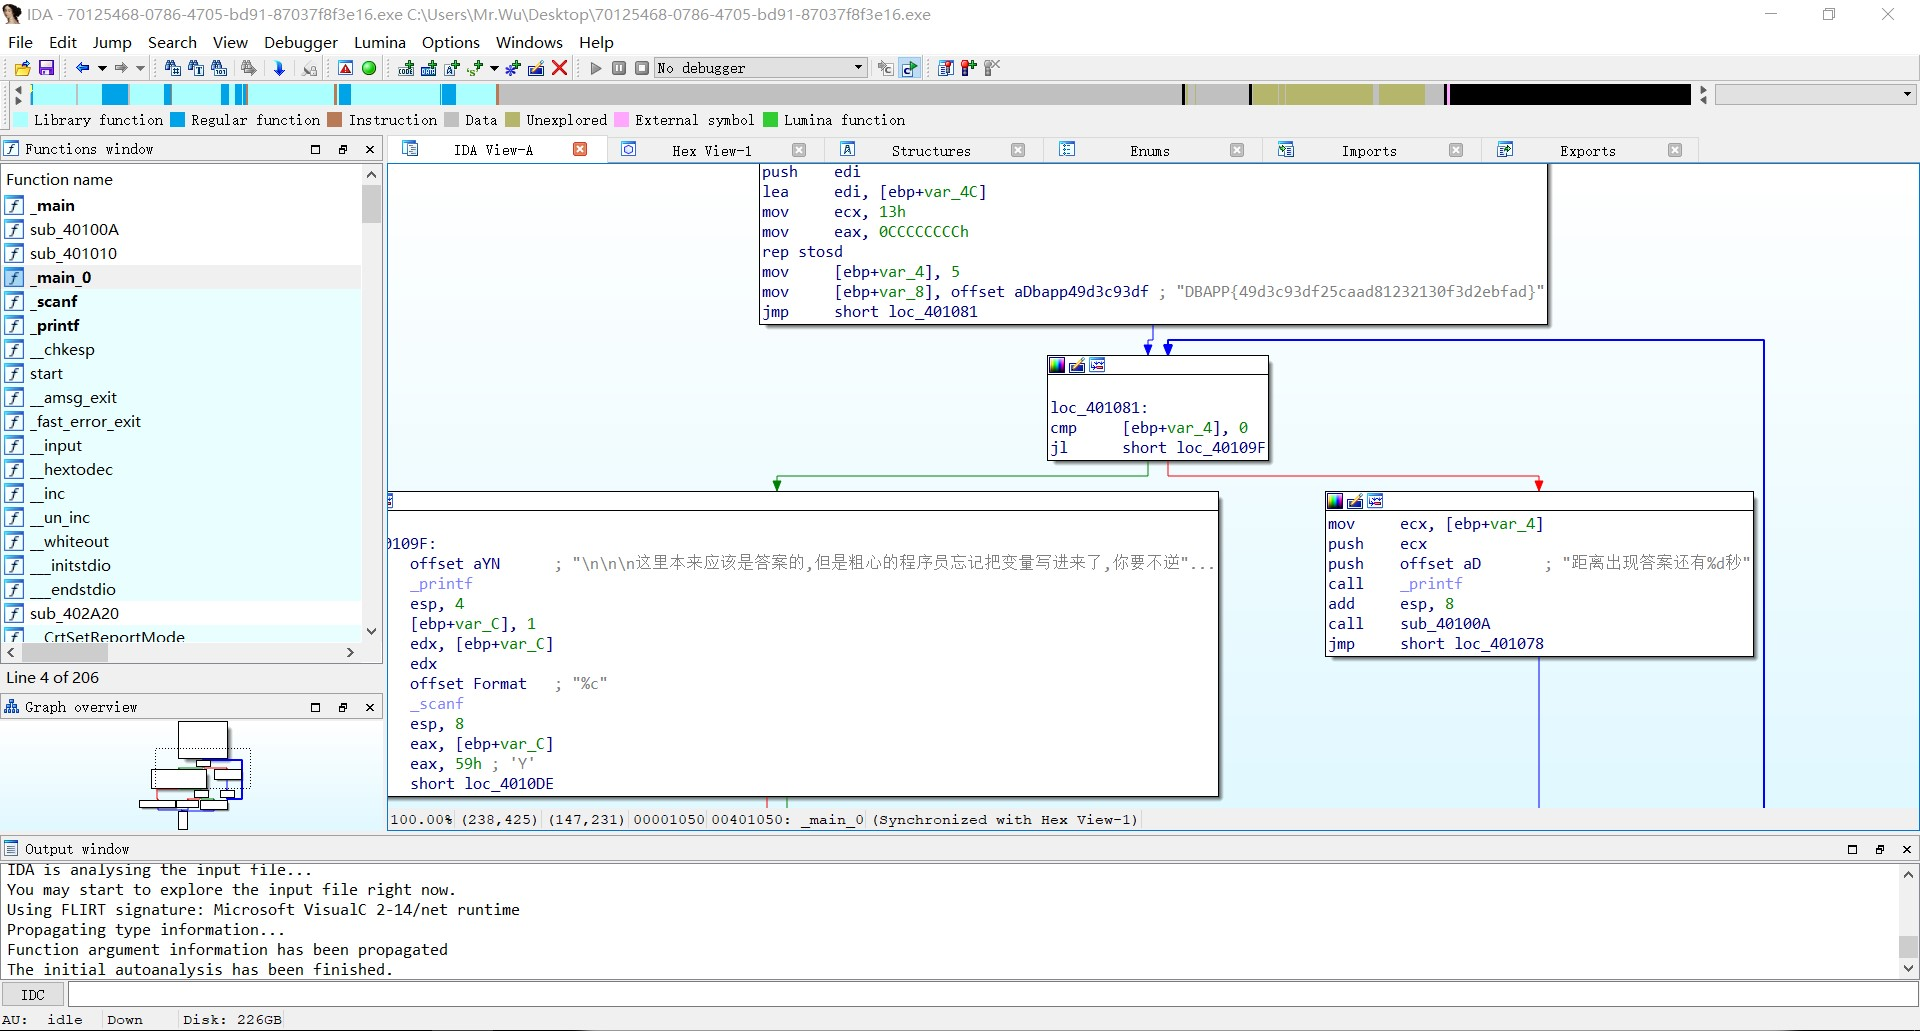 IDA - 70125468-0786-4705-bd91-87037f8f3e16.exe C:\Users\Mr.Wu\Desktop\70125468-0786-4705-bd91-87037f8f3e16.exe
File Edit Jump Search View Debugger Lumina Options Windows Help
No debugger
Library function Regular function Instruction Data Unexplored External symbol Lumina function
Functions window
IDA View-A Hex View-1 Structures Enums Imports Exports
Function name
_main
sub_40100A
sub_401010
_main_0
_scanf
_printf
__chkesp
start
__amsg_exit
_fast_error_exit
__input
__hextodec
__inc
__un_inc
__whiteout
___initstdio
___endstdio
sub_402A20
CrtSetReportMode
Line 4 of 206
Graph overview
push edi
lea edi, [ebp+var_4C]
mov ecx, 13h
mov eax, 0CCCCCCCCh
rep stosd
mov [ebp+var_4], 5
mov [ebp+var_8], offset aDbapp49d3c93df ; "DBAPP{49d3c93df25caad81232130f3d2ebfad}"
jmp short loc_401081
loc_401081:
cmp [ebp+var_4], 0
jl short loc_40109F
0109F:
offset aYN ; "\n\n\n这里本来应该是答案的,但是粗心的程序员忘记把变量写进来了,你要不逆"...
_printf
esp, 4
[ebp+var_C], 1
edx, [ebp+var_C]
edx
offset Format ; "%c"
_scanf
esp, 8
eax, [ebp+var_C]
eax, 59h ; 'Y'
short loc_4010DE
mov ecx, [ebp+var_4]
push ecx
push offset aD ; "距离出现答案还有%d秒"
call _printf
add esp, 8
call sub_40100A
jmp short loc_401078
100.00% (238,425) (147,231) 00001050 00401050: _main_0 (Synchronized with Hex View-1)
Output window
IDA is analysing the input file...
You may start to explore the input file right now.
Using FLIRT signature: Microsoft VisualC 2-14/net runtime
Propagating type information...
Function argument information has been propagated
The initial autoanalysis has been finished.
IDC
AU: idle Down Disk: 226GB